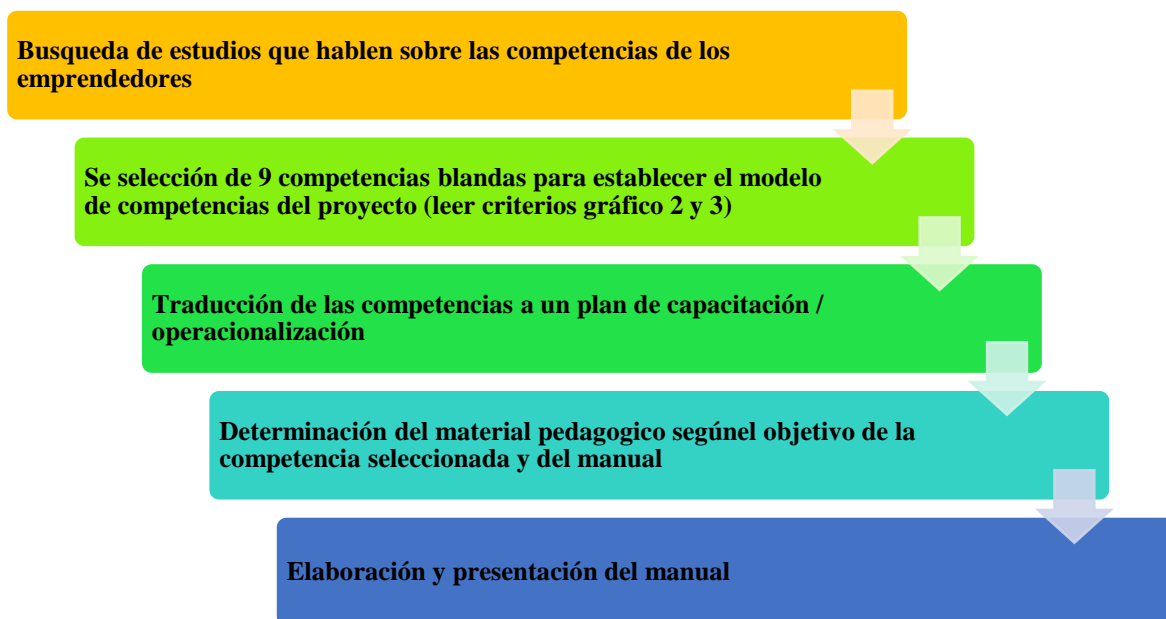 Busqueda de estudios que hablen sobre las competencias de los
emprendedores
Se selección de 9 competencias blandas para establecer el modelo
de competencias del proyecto (leer criterios gráfico 2 y 3)
Traducción de las competencias a un plan de capacitación /
operacionalización
Determinación del material pedagogico segúnel objetivo de la
competencia seleccionada y del manual
Elaboración y presentación del manual